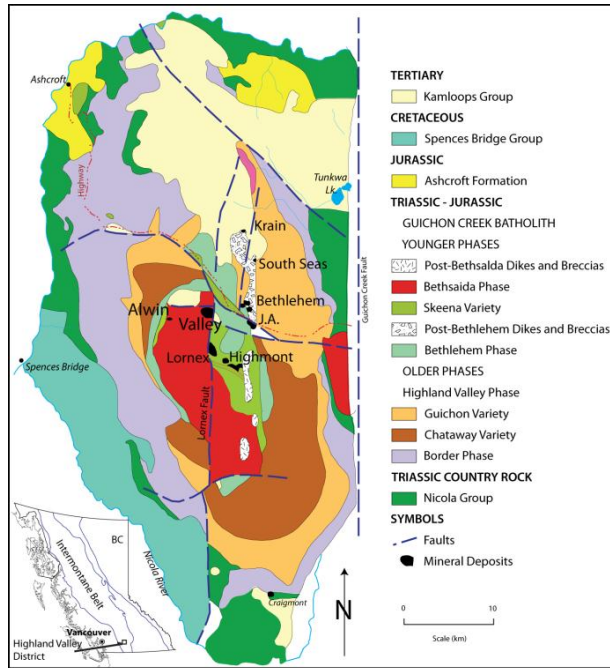 Ashcroft
Highway
Tunkwa
Lk.
Krain
South Seas
Bethlehem
J.A.
Alwin
Valley
Lornex
Highmont
Spences Bridge
Lornex Fault
Guichon Creek Fault
Nicola River
Craigmont
N
BC
Intermontane Belt
Vancouver
Highland Valley
District
TERTIARY
Kamloops Group
CRETACEOUS
Spences Bridge Group
JURASSIC
Ashcroft Formation
TRIASSIC - JURASSIC
GUICHON CREEK BATHOLITH
YOUNGER PHASES
Post-Bethsalda Dikes and Breccias
Bethsaida Phase
Skeena Variety
Post-Bethlehem Dikes and Breccias
Bethlehem Phase
OLDER PHASES
Highland Valley Phase
Guichon Variety
Chataway Variety
Border Phase
TRIASSIC COUNTRY ROCK
Nicola Group
SYMBOLS
Faults
Mineral Deposits
0 10
Scale (km)